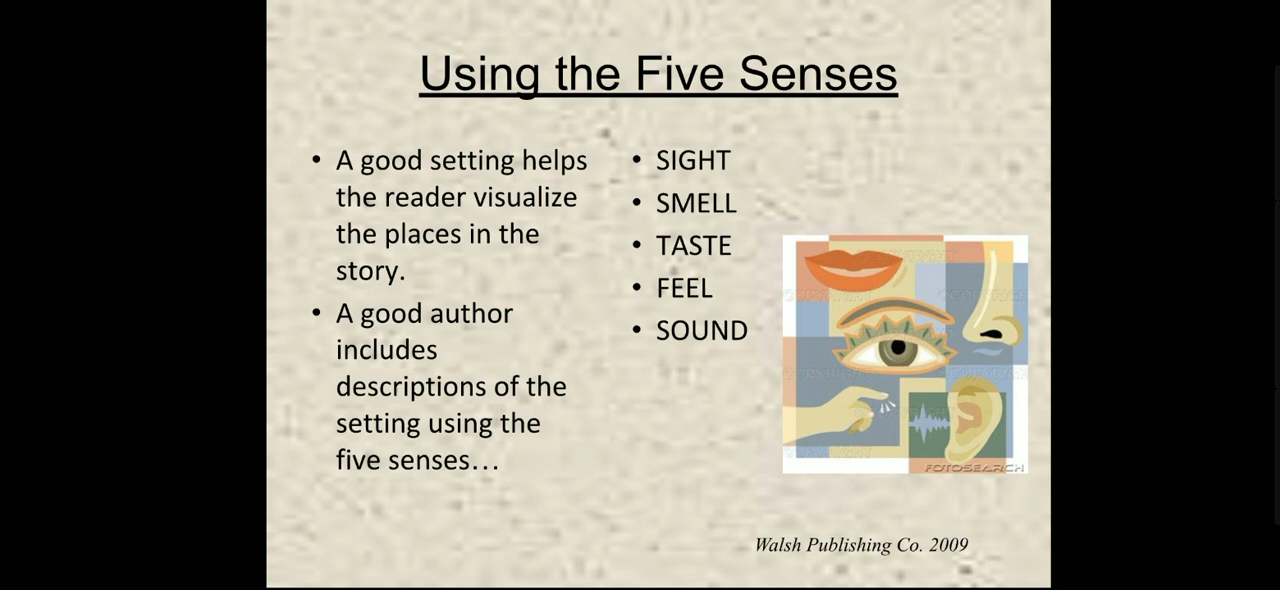 Using the Five Senses
• A good setting helps
the reader visualize
the places in the
story.
• A good author
includes
descriptions of the
setting using the
five senses…
• SIGHT
• SMELL
• TASTE
• FEEL
• SOUND
FOTOSEARCH
Walsh Publishing Co. 2009